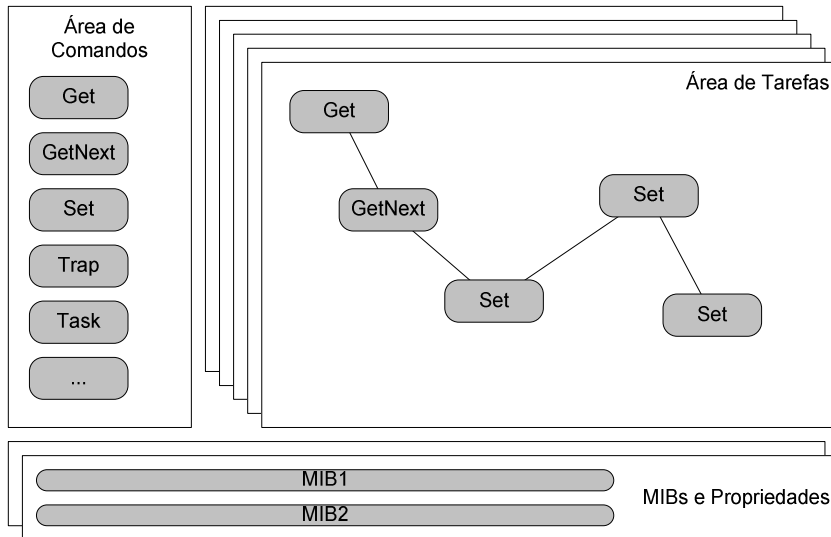 Área de
Comandos
Get
GetNext
Set
Trap
Task
...
Área de Tarefas
Get
GetNext
Set
Set
Set
MIB1
MIB2
MIBs e Propriedades